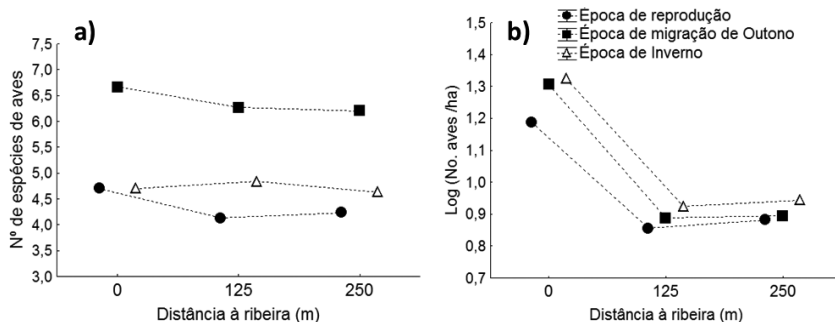 a)
Nº de espécies de aves
7,5
7,0
6,5
6,0
5,5
5,0
4,5
4,0
3,5
3,0
0 125 250
Distância à ribeira (m)
b)
Época de reprodução
Época de migração de Outono
Época de Inverno
Log (No. aves /ha)
1,5
1,4
1,3
1,2
1,1
1,0
0,9
0,8
0,7
0 125 250
Distância à ribeira (m)